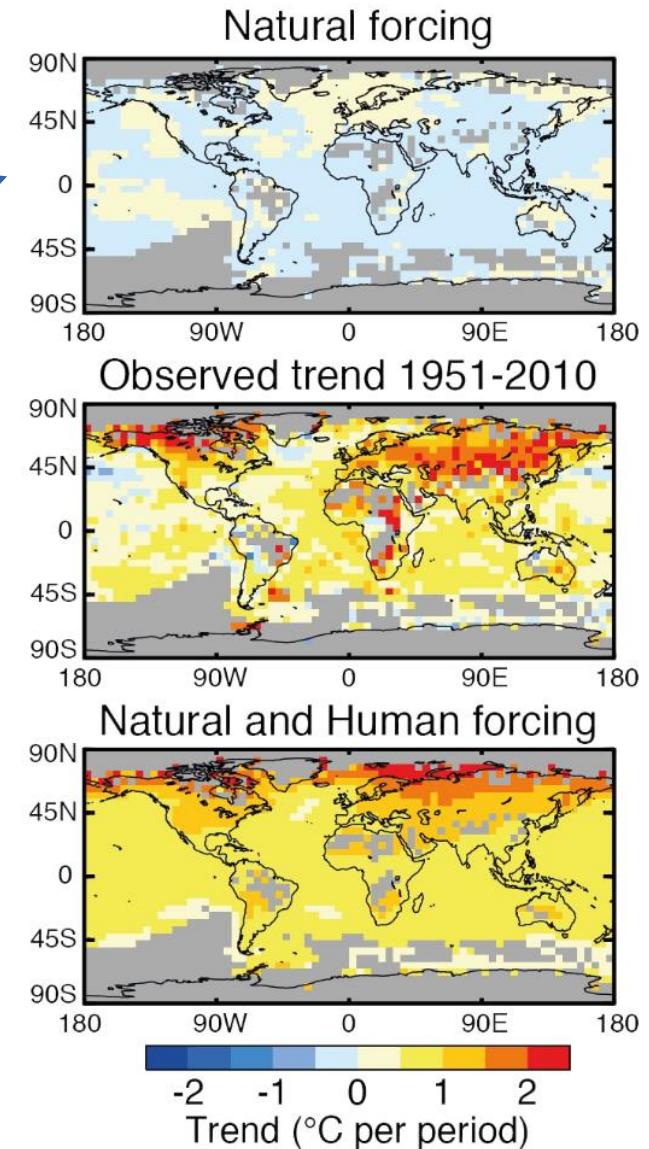 Natural forcing
90N
45N
0
45S
90S
180 90W 0 90E 180
Observed trend 1951-2010
90N
45N
0
45S
90S
180 90W 0 90E 180
Natural and Human forcing
90N
45N
0
45S
90S
180 90W 0 90E 180
-2 -1 0 1 2
Trend (°C per period)